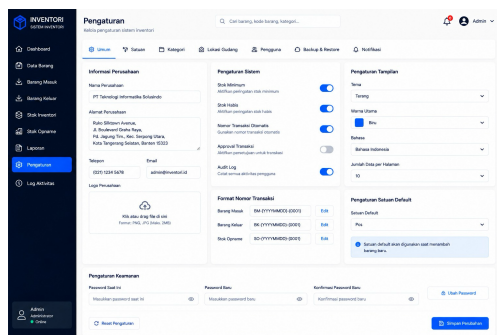 INVENTORI
SISTEM INVENTORI
Dashboard
Data Barang
Barang Masuk
Barang Keluar
Stok Inventori
Stok Opname
Laporan
Pengaturan
Log Aktivitas
Admin
Administrator
Online
Pengaturan
Kelola pengaturan sistem inventori
Cari barang, kode barang, kategori...
Admin
Umum
Satuan
Kategori
Lokasi Gudang
Pengguna
Backup & Restore
Notifikasi
Informasi Perusahaan
Nama Perusahaan
PT Teknologi Informatika Solusindo
Alamat Perusahaan
Ruko Silktown Avenue,
Jl. Boulevard Graha Raya,
Pd. Jagung Tim., Kec. Serpong Utara,
Kota Tangerang Selatan, Banten 15323
Telepon
Email
(021) 1234 5678
admin@inventori.id
Logo Perusahaan
Klik atau drag file di sini
Format: PNG, JPG (Maks. 2MB)
Pengaturan Sistem
Stok Minimum
Aktifkan peringatan stok minimum
Stok Habis
Aktifkan peringatan stok habis
Nomor Transaksi Otomatis
Gunakan nomor transaksi otomatis
Approval Transaksi
Aktifkan persetujuan untuk transaksi
Audit Log
Catat semua aktivitas pengguna
Format Nomor Transaksi
Barang Masuk
BM-{YYYYMMDD}-{0001}
Edit
Barang Keluar
BK-{YYYYMMDD}-{0001}
Edit
Stok Opname
SO-{YYYYMMDD}-{0001}
Edit
Pengaturan Tampilan
Tema
Terang
Warna Utama
Biru
Bahasa
Bahasa Indonesia
Jumlah Data per Halaman
10
Pengaturan Satuan Default
Satuan Default
Pcs
Satuan default akan digunakan saat menambah
barang baru.
Pengaturan Keamanan
Password Saat Ini
Masukkan password saat ini
Password Baru
Masukkan password baru
Konfirmasi Password Baru
Konfirmasi password baru
Ubah Password
Reset Pengaturan
Simpan Perubahan